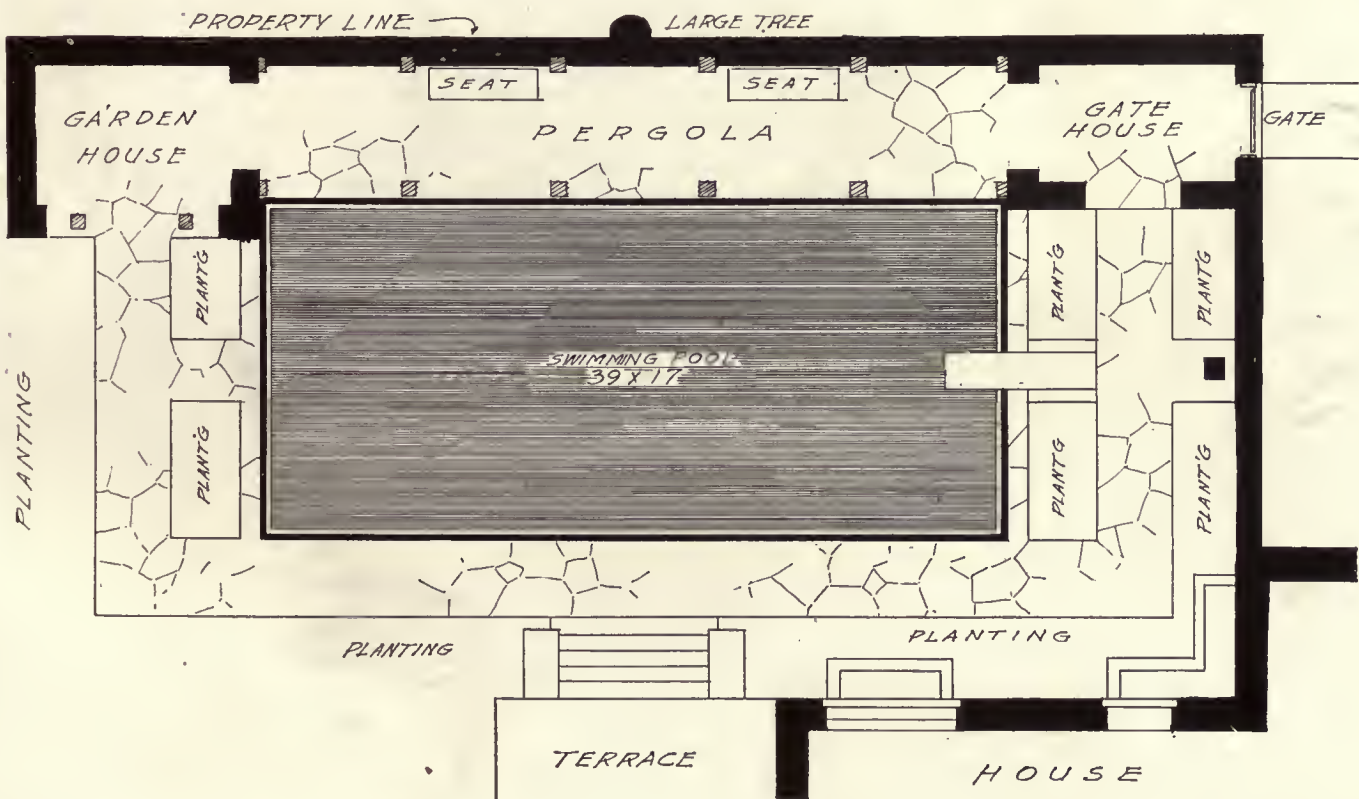 PROPERTY LINE
LARGE TREE
SEAT
SEAT
GARDEN
HOUSE
PERGOLA
GATE
HOUSE
GATE
PLANT'G
PLANT'G
PLANT'G
PLANTING
SWIMMING POOL
39 X 17
PLANT'G
PLANT'G
PLANT'G
PLANTING
PLANTING
TERRACE
HOUSE